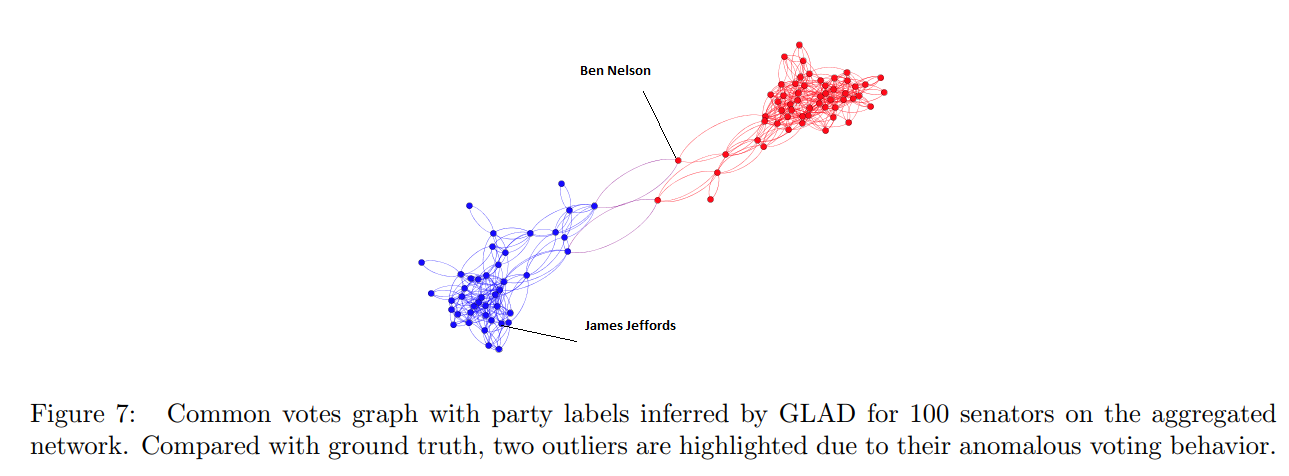 Ben Nelson
James Jeffords
Figure 7: Common votes graph with party labels inferred by GLAD for 100 senators on the aggregated
network. Compared with ground truth, two outliers are highlighted due to their anomalous voting behavior.